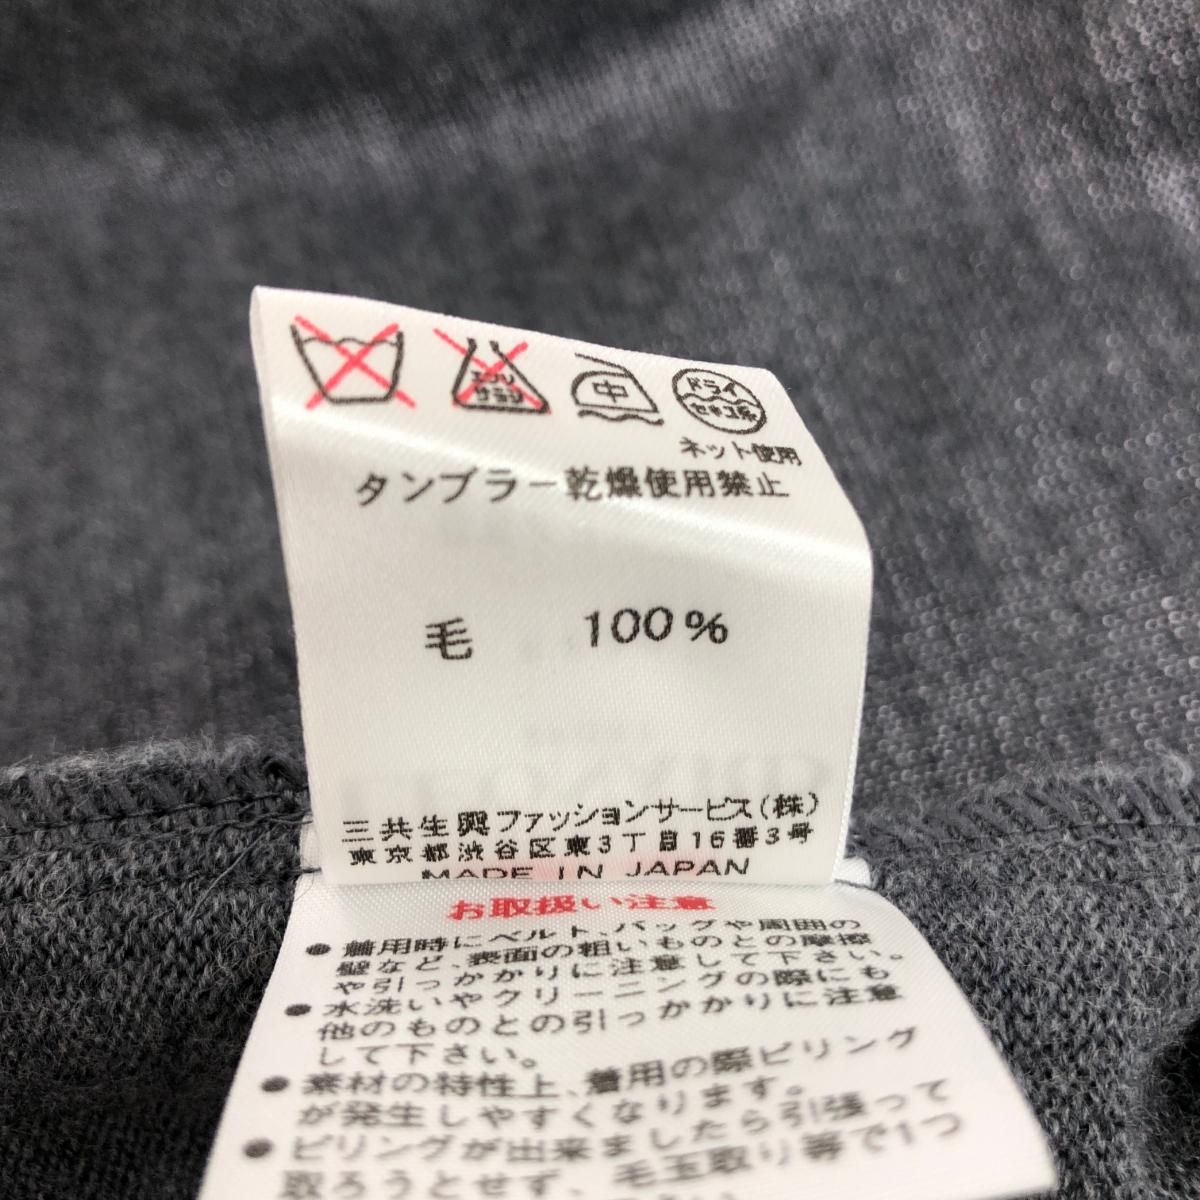 エンソ
サラシ
中
ドライ
セキユ系
ネット使用
タンブラー乾燥使用禁止
毛 100%
三共生興ファッションサービス(株)
東京都渋谷区東3丁目16番3号
MADE IN JAPAN
お取扱い注意
●着用時にベルト、バッグや周囲の
壁など、表面の粗いものとの摩擦
や引っかかりに注意して下さい。
●水洗いやクリーニングの際にも
他のものとの引っかかりに注意
して下さい。
●素材の特性上、着用の際ピリング
が発生しやすくなります。
●ピリングが出来ましたら引張って
取ろうとせず、毛玉取り等で1つ